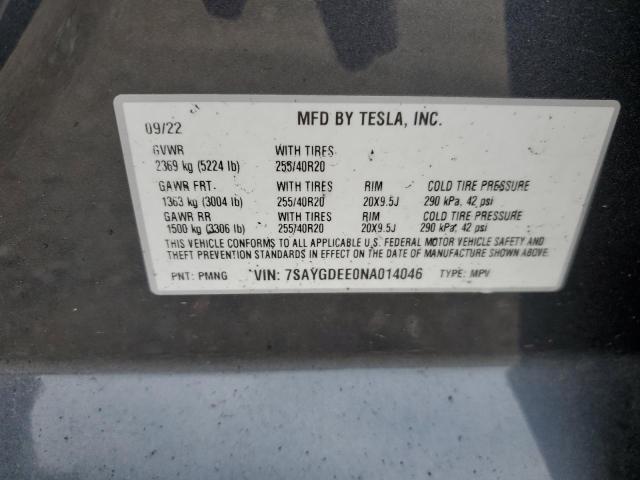 09/22 MFD BY TESLA, INC.
GVWR WITH TIRES
2369 kg (5224 lb) 255/40R20
GAWR FRT. WITH TIRES RIM COLD TIRE PRESSURE
1363 kg (3004 lb) 255/40R20 20X9.5J 290 kPa, 42 psi
GAWR RR WITH TIRES RIM COLD TIRE PRESSURE
1500 kg (3306 lb) 255/40R20 20X9.5J 290 kPa, 42 psi
THIS VEHICLE CONFORMS TO ALL APPLICABLE U.S. FEDERAL MOTOR VEHICLE SAFETY AND
THEFT PREVENTION STANDARDS IN EFFECT ON THE DATE OF MANUFACTURE SHOWN ABOVE.
PNT: PMNG VIN: 7SAYGDEE0NA014046 TYPE: MPV